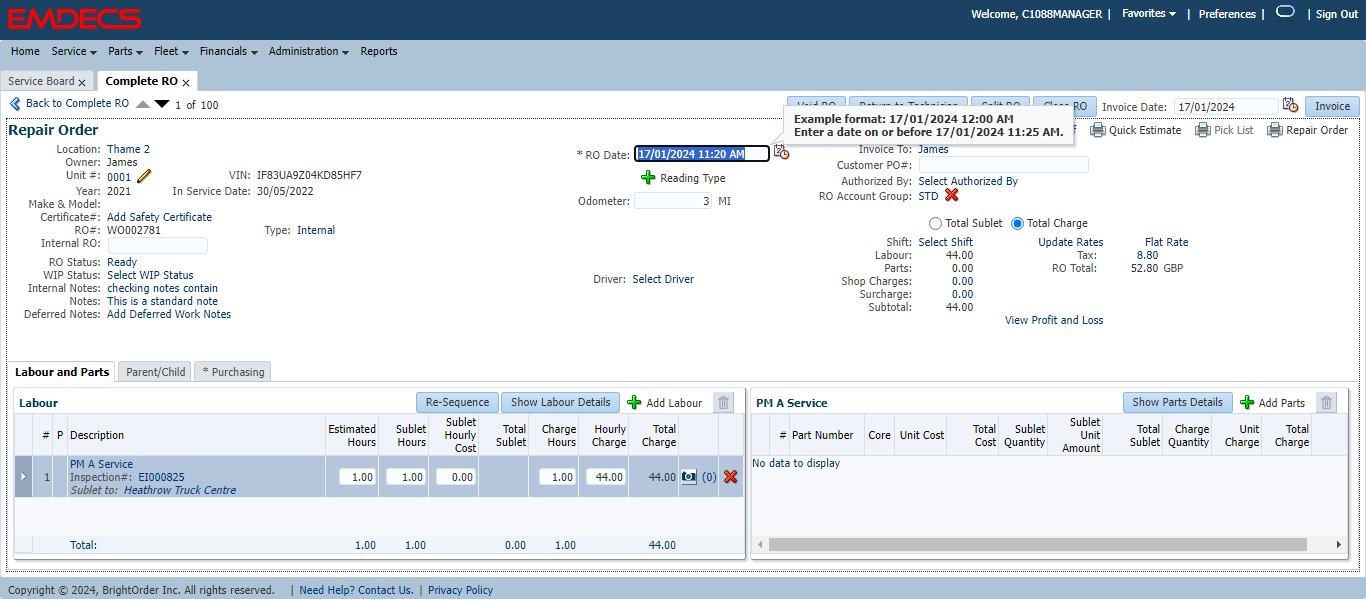 EMDECS
Welcome, C1088MANAGER | Favorites | Preferences | | Sign Out
Home Service Parts Fleet Financials Administration Reports
Service Board x Complete RO x
Back to Complete RO 1 of 100
Void RO Return to Technician Split RO Close RO Invoice Date: 17/01/2024 Invoice
Example format: 17/01/2024 12:00 AM
Enter a date on or before 17/01/2024 11:25 AM.
Quick Estimate Pick List Repair Order
Repair Order
Location: Thame 2
Owner: James
Unit #: 0001 VIN: IF83UA9Z04KD85HF7
Year: 2021 In Service Date: 30/05/2022
Make & Model:
Certificate#: Add Safety Certificate
RO#: WO002781 Type: Internal
Internal RO:
RO Status: Ready
WIP Status: Select WIP Status
Internal Notes: checking notes contain
Notes: This is a standard note
Deferred Notes: Add Deferred Work Notes
* RO Date: 17/01/2024 11:20 AM
Reading Type
Odometer: 3 MI
Driver: Select Driver
Invoice To: James
Customer PO#:
Authorized By: Select Authorized By
RO Account Group: STD
Total Sublet Total Charge
Shift: Select Shift Update Rates Flat Rate
Labour: 44.00 Tax: 8.80
Parts: 0.00 RO Total: 52.80 GBP
Shop Charges: 0.00
Surcharge: 0.00
Subtotal: 44.00
View Profit and Loss
Labour and Parts Parent/Child * Purchasing
Labour Re-Sequence Show Labour Details Add Labour
# P Description Estimated Hours Sublet Hours Sublet Hourly Cost Total Sublet Charge Hours Hourly Charge Total Charge
1 PM A Service 1.00 1.00 0.00 1.00 44.00 44.00 (0)
Inspection#: EI000825
Sublet to: Heathrow Truck Centre
Total: 1.00 1.00 0.00 1.00 44.00
PM A Service Show Parts Details Add Parts
# Part Number Core Unit Cost Total Cost Sublet Quantity Sublet Unit Amount Total Sublet Charge Quantity Unit Charge Total Charge
No data to display
Copyright © 2024, BrightOrder Inc. All rights reserved. | Need Help? Contact Us. | Privacy Policy